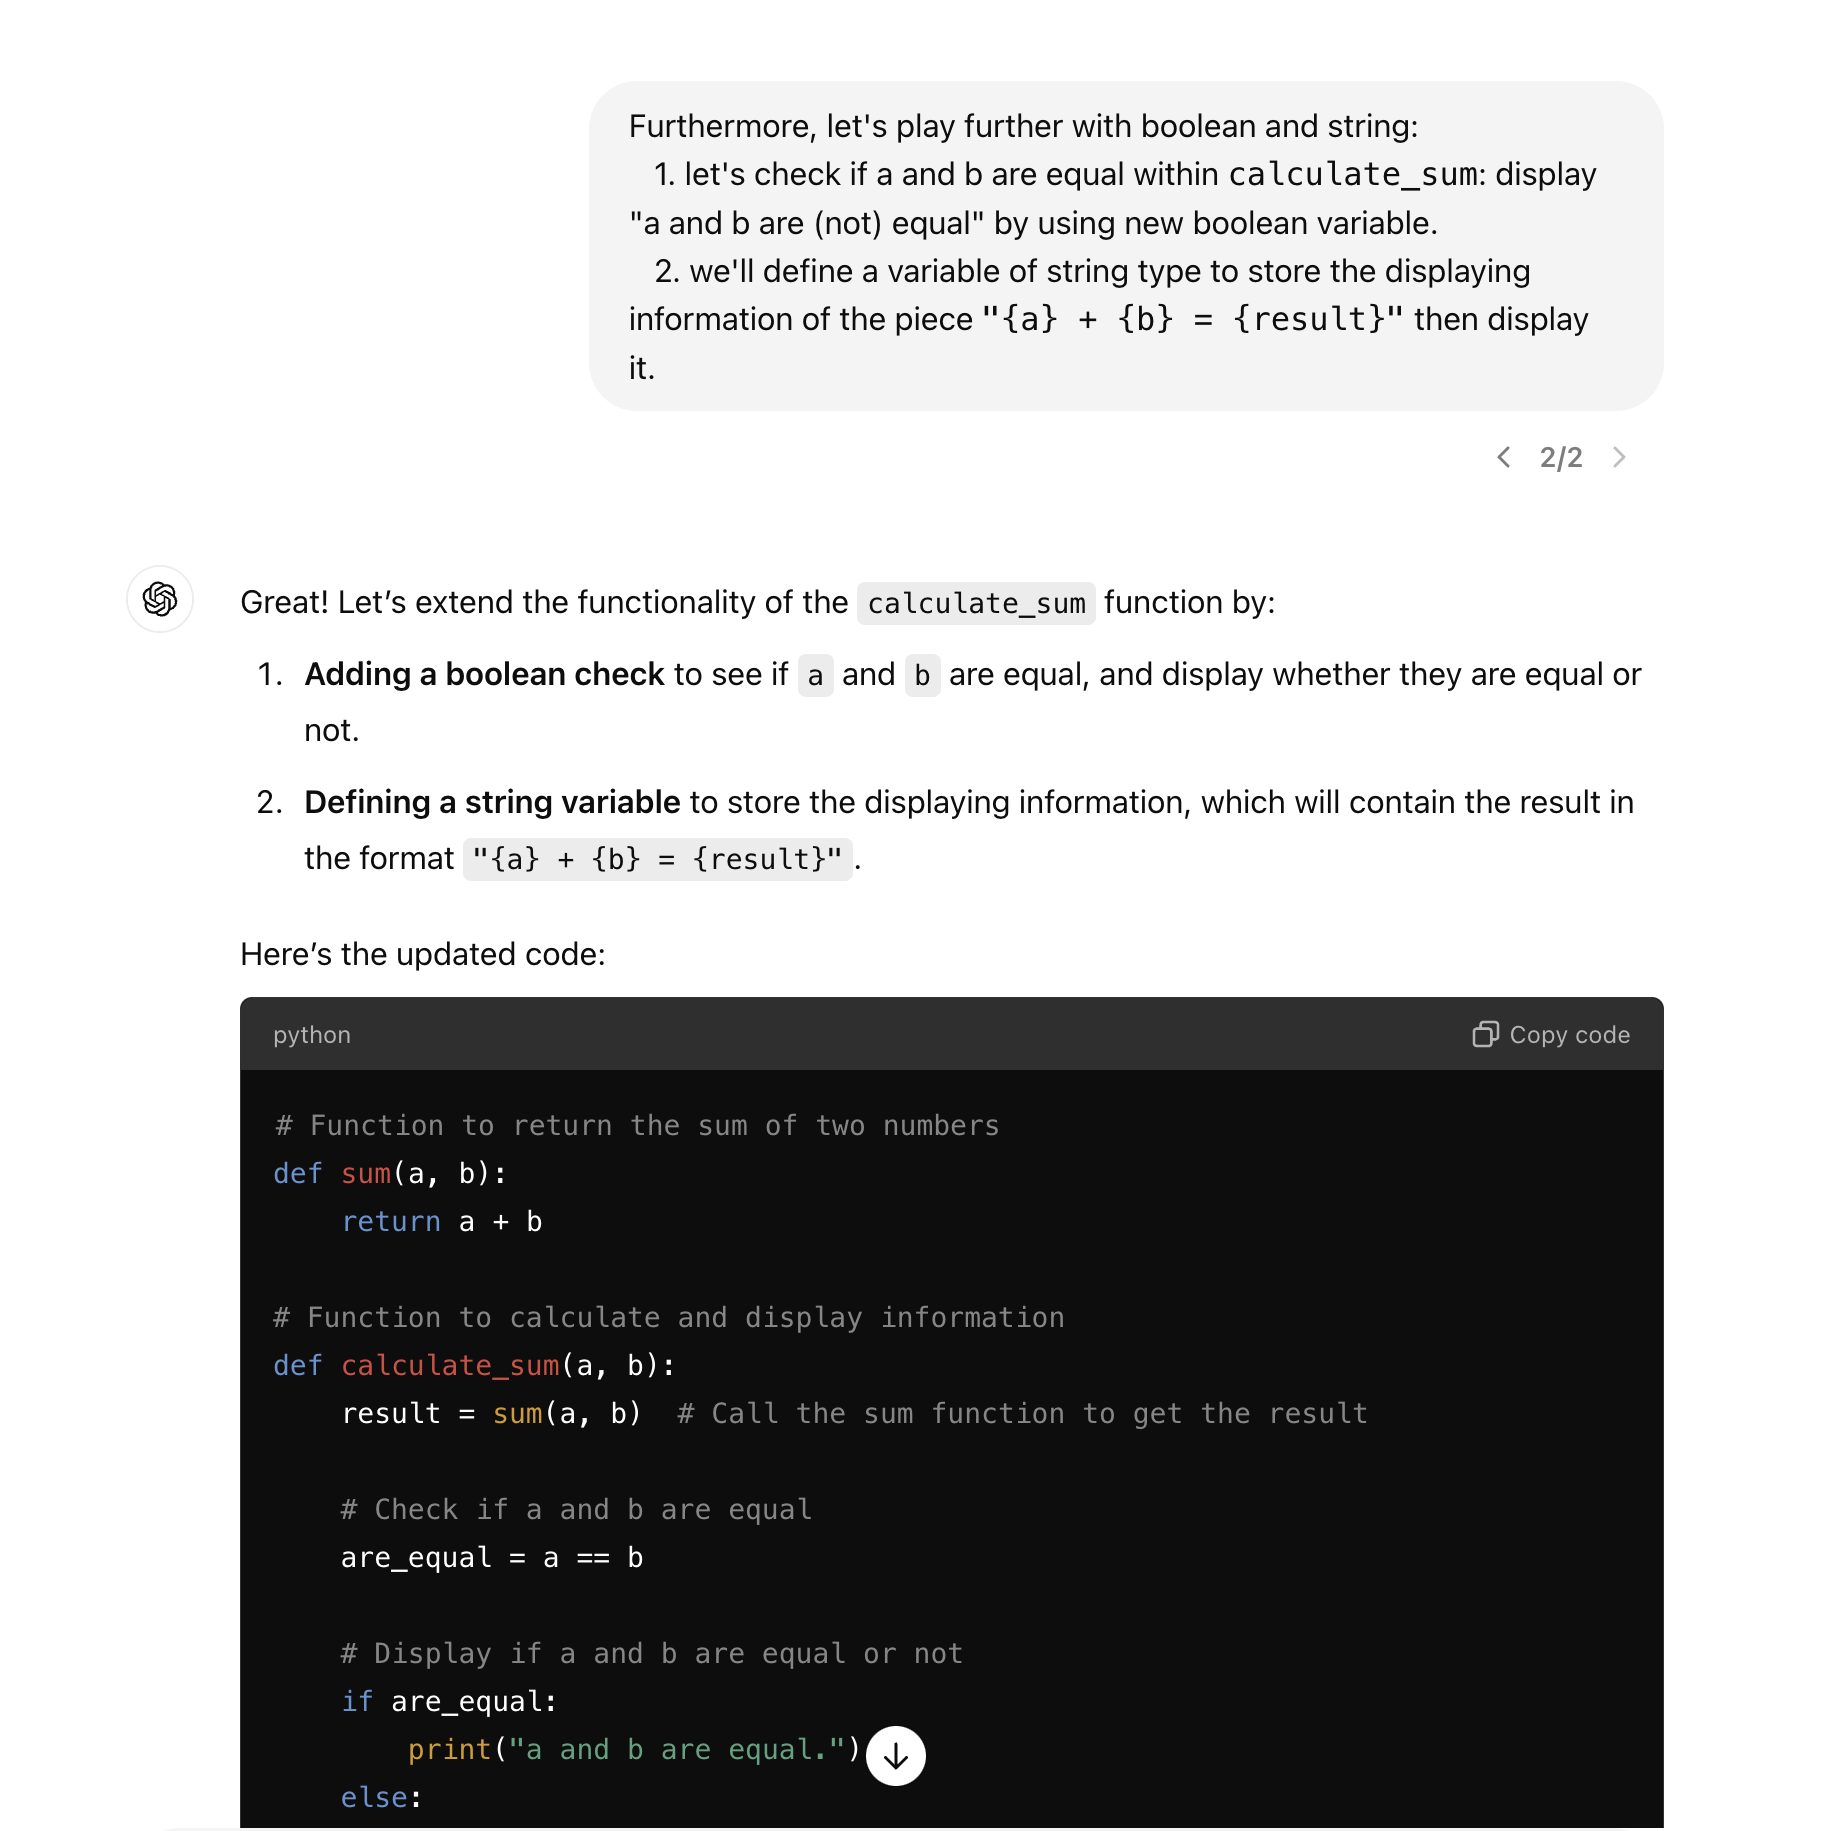 Furthermore, let's play further with boolean and string:
1. let's check if a and b are equal within calculate_sum: display
"a and b are (not) equal" by using new boolean variable.
2. we'll define a variable of string type to store the displaying
information of the piece "{a} + {b} = {result}" then display
it.
2/2
Great! Let’s extend the functionality of the calculate_sum function by:
1. Adding a boolean check to see if a and b are equal, and display whether they are equal or
not.
2. Defining a string variable to store the displaying information, which will contain the result in
the format "{a} + {b} = {result}".
Here’s the updated code:
python Copy code
# Function to return the sum of two numbers
def sum(a, b):
    return a + b
# Function to calculate and display information
def calculate_sum(a, b):
    result = sum(a, b)  # Call the sum function to get the result
    # Check if a and b are equal
    are_equal = a == b
    # Display if a and b are equal or not
    if are_equal:
        print("a and b are equal.")
    else: